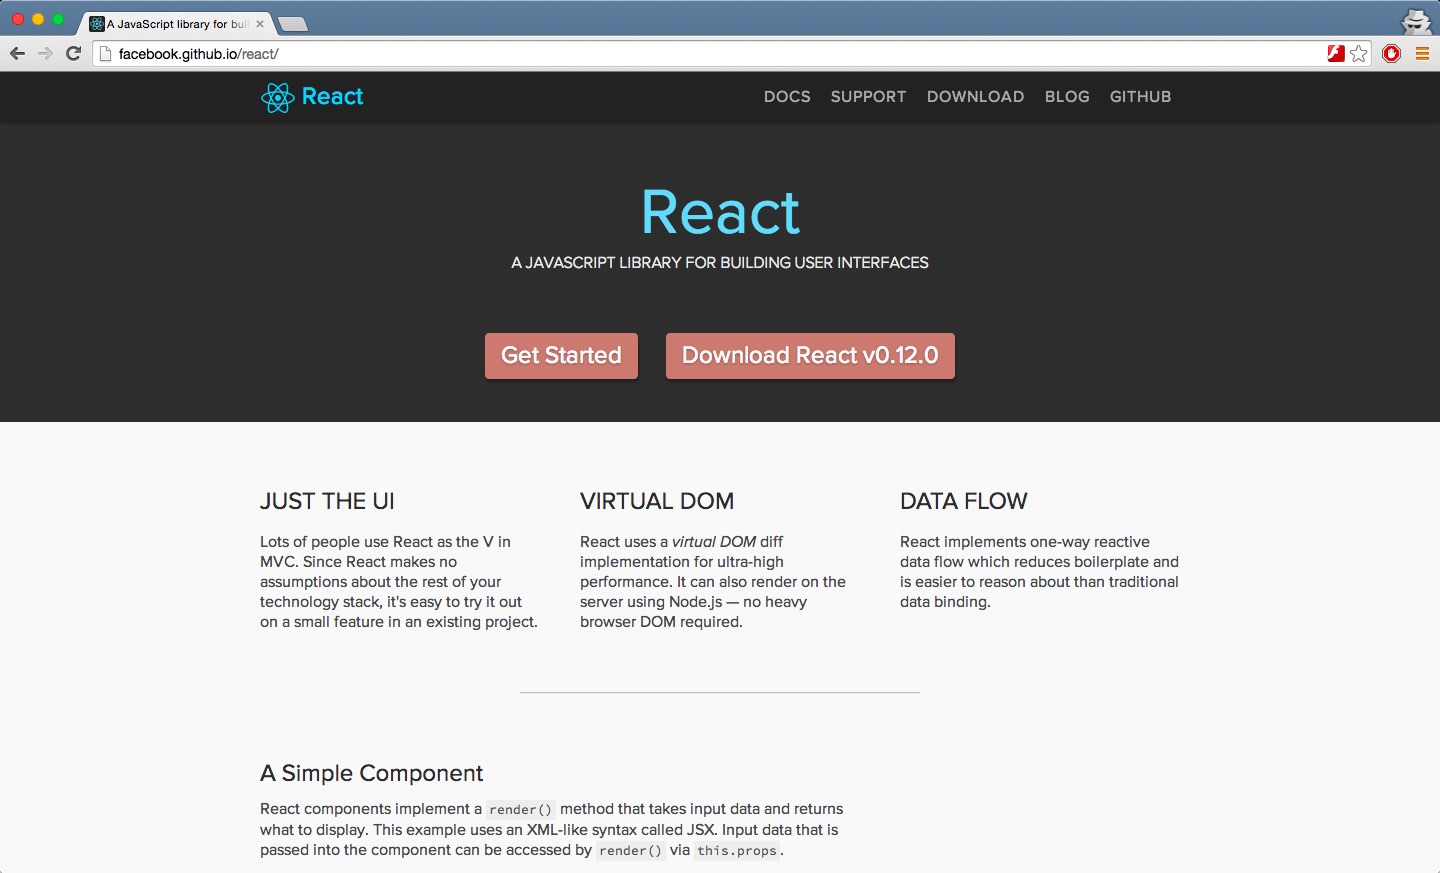 A JavaScript library for buil
facebook.github.io/react/
React
DOCS SUPPORT DOWNLOAD BLOG GITHUB
React
A JAVASCRIPT LIBRARY FOR BUILDING USER INTERFACES
Get Started
Download React v0.12.0
JUST THE UI
Lots of people use React as the V in
MVC. Since React makes no
assumptions about the rest of your
technology stack, it's easy to try it out
on a small feature in an existing project.
VIRTUAL DOM
React uses a virtual DOM diff
implementation for ultra-high
performance. It can also render on the
server using Node.js — no heavy
browser DOM required.
DATA FLOW
React implements one-way reactive
data flow which reduces boilerplate and
is easier to reason about than traditional
data binding.
A Simple Component
React components implement a render() method that takes input data and returns
what to display. This example uses an XML-like syntax called JSX. Input data that is
passed into the component can be accessed by render() via this.props.